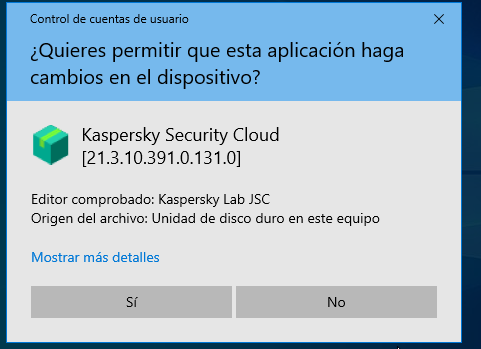 Control de cuentas de usuario
¿Quieres permitir que esta aplicación haga
cambios en el dispositivo?
Kaspersky Security Cloud
[21.3.10.391.0.131.0]
Editor comprobado: Kaspersky Lab JSC
Origen del archivo: Unidad de disco duro en este equipo
Mostrar más detalles
Sí
No